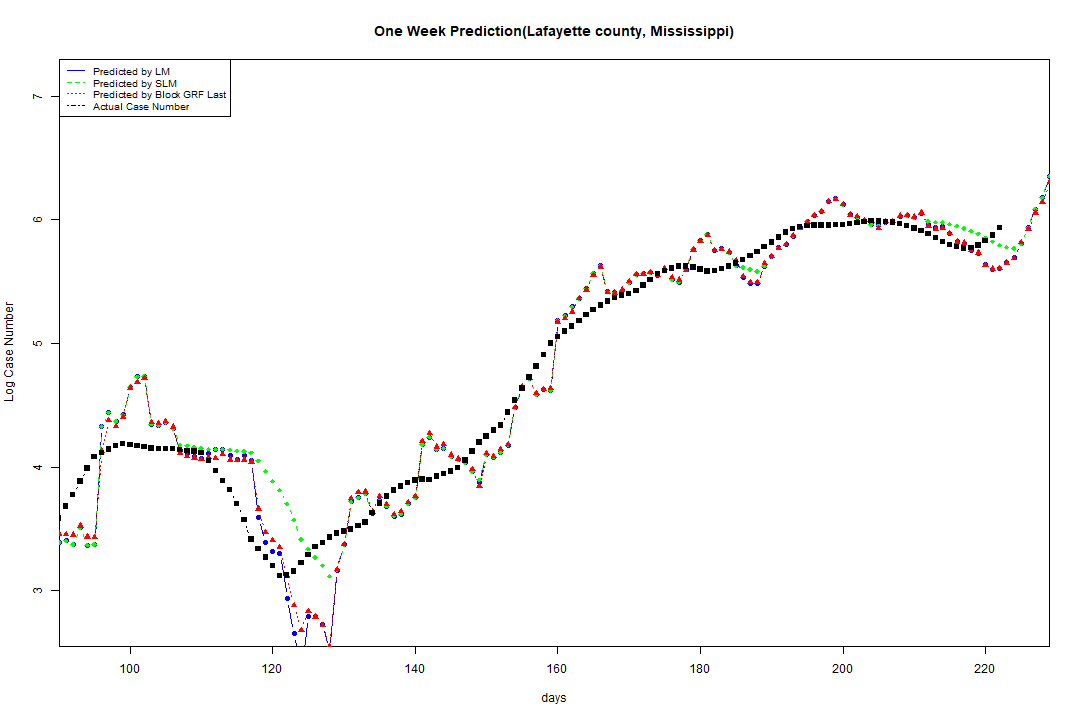 One Week Prediction(Lafayette county, Mississippi)
Predicted by LM
Predicted by SLM
Predicted by Block GRF Last
Actual Case Number
7
6
5
4
3
Log Case Number
100 120 140 160 180 200 220
days